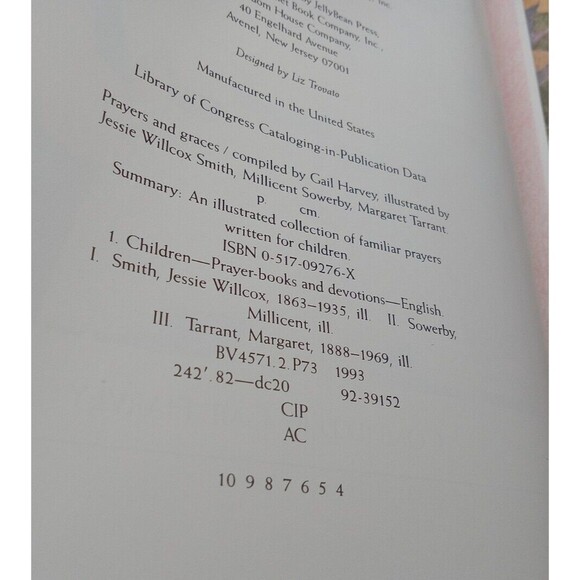 by JellyBean Press,
et Book Company, Inc.,
dom House Company,
40 Engelhard Avenue
Avenel, New Jersey 07001
Designed by Liz Trovato
Manufactured in the United States
Library of Congress Cataloging-in-Publication Data
Prayers and graces / compiled by Gail Harvey, illustrated by
Jessie Willcox Smith, Millicent Sowerby, Margaret Tarrant.
p. cm.
Summary: An illustrated collection of familiar prayers
written for children.
ISBN 0-517-09276-X
1. Children—Prayer-books and devotions—English.
I. Smith, Jessie Willcox, 1863–1935, ill. II. Sowerby,
Millicent, ill.
III. Tarrant, Margaret, 1888–1969, ill.
BV4571.2.P73 1993
242'.82—dc20 92-39152
CIP
AC
10 9 8 7 6 5 4